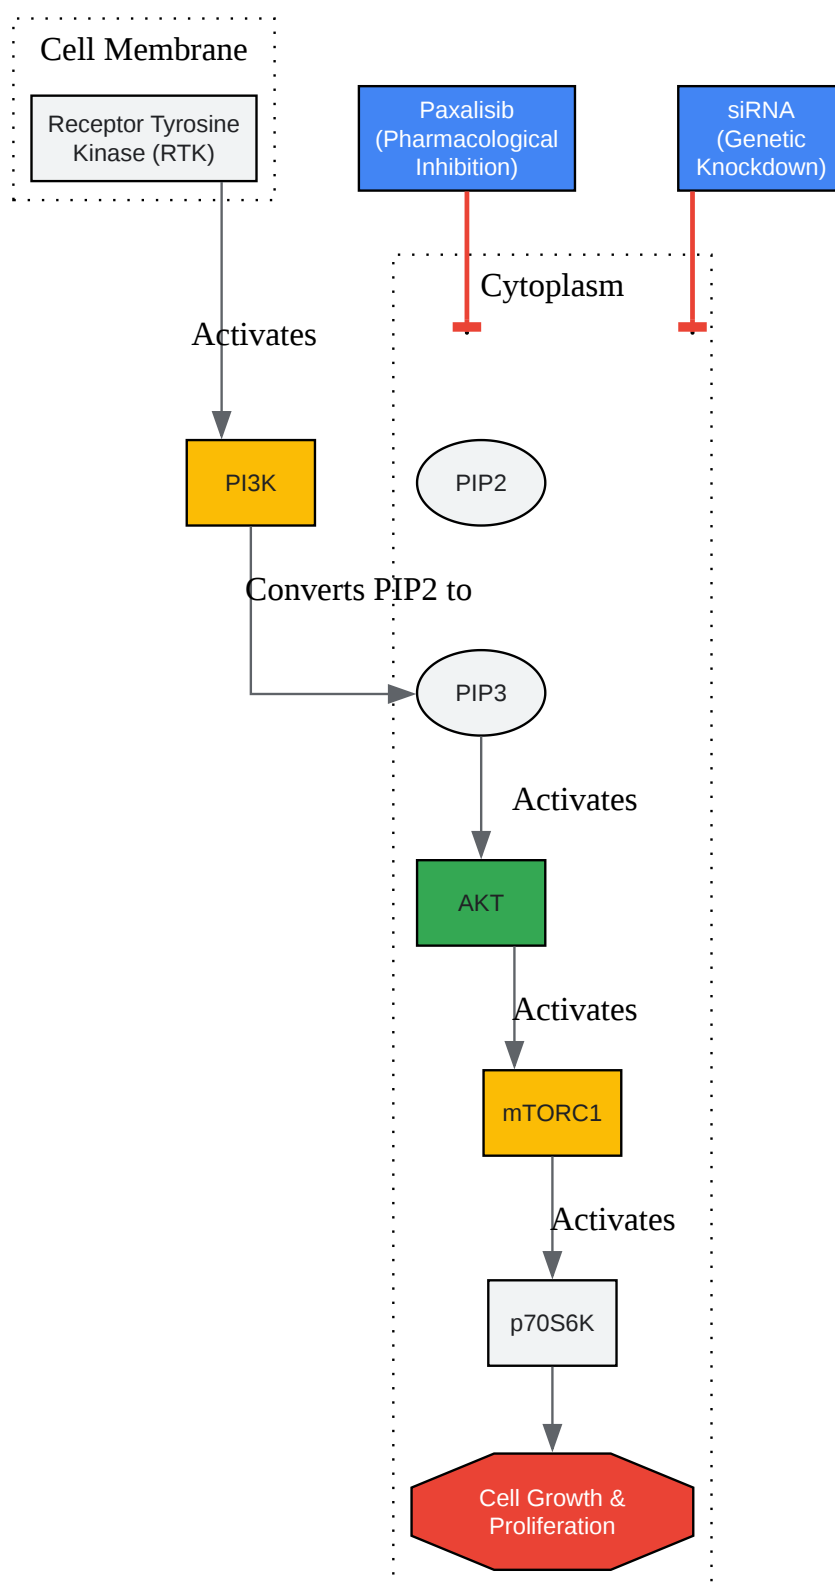 Cell Membrane
Receptor Tyrosine
Kinase (RTK)
Paxalisib
(Pharmacological
Inhibition)
siRNA
(Genetic
Knockdown)
Cytoplasm
Activates
PI3K
PIP2
Converts PIP2 to
PIP3
Activates
AKT
Activates
mTORC1
Activates
p70S6K
Cell Growth &
Proliferation